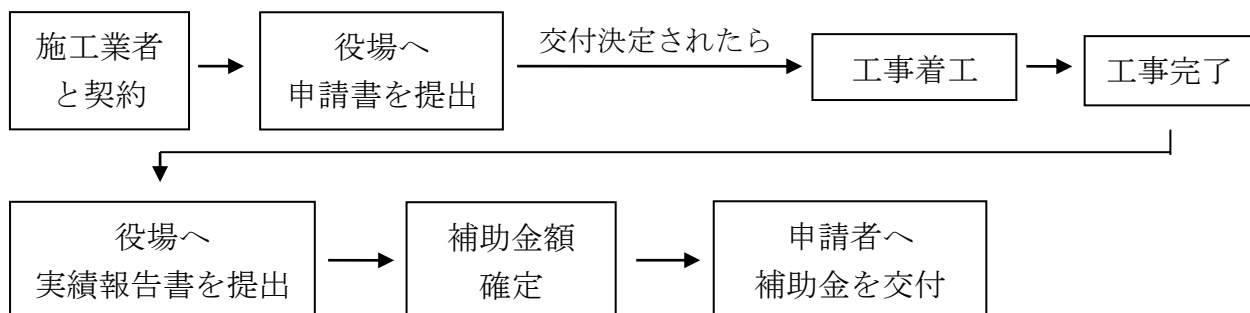 施工業者
と契約
役場へ
申請書を提出
交付決定されたら
工事着工
工事完了
役場へ
実績報告書を提出
補助金額
確定
申請者へ
補助金を交付